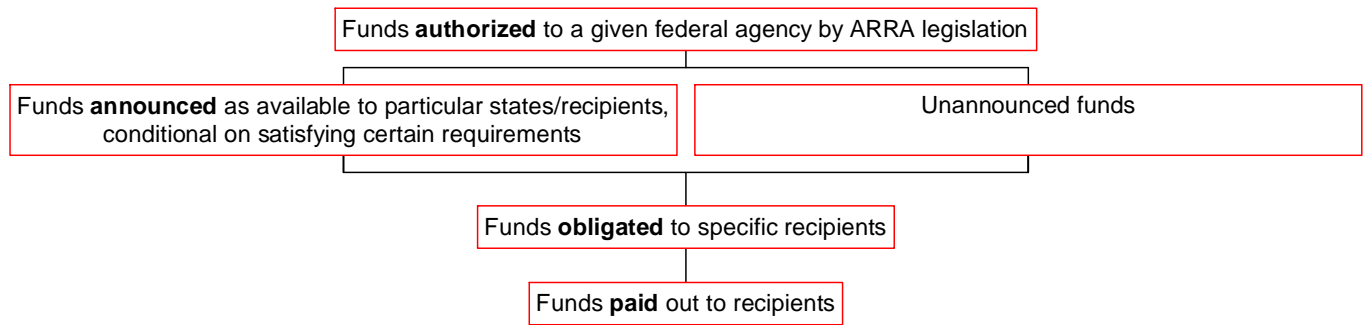 Funds authorized to a given federal agency by ARRA legislation
Funds announced as available to particular states/recipients,
conditional on satisfying certain requirements
Unannounced funds
Funds obligated to specific recipients
Funds paid out to recipients